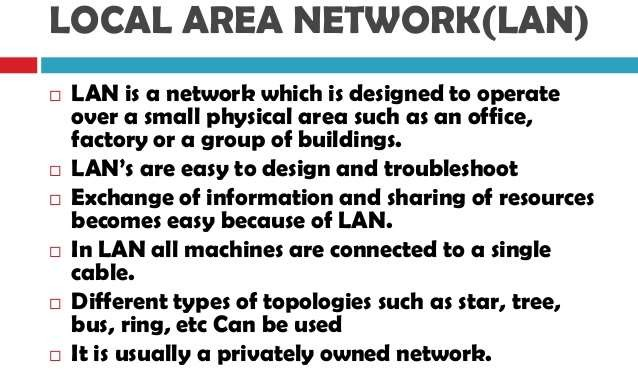 LOCAL AREA NETWORK(LAN)
LAN is a network which is designed to operate
over a small physical area such as an office,
factory or a group of buildings.
LAN's are easy to design and troubleshoot
Exchange of information and sharing of resources
becomes easy because of LAN.
In LAN all machines are connected to a single
cable.
Different types of topologies such as star, tree,
bus, ring, etc Can be used
It is usually a privately owned network.